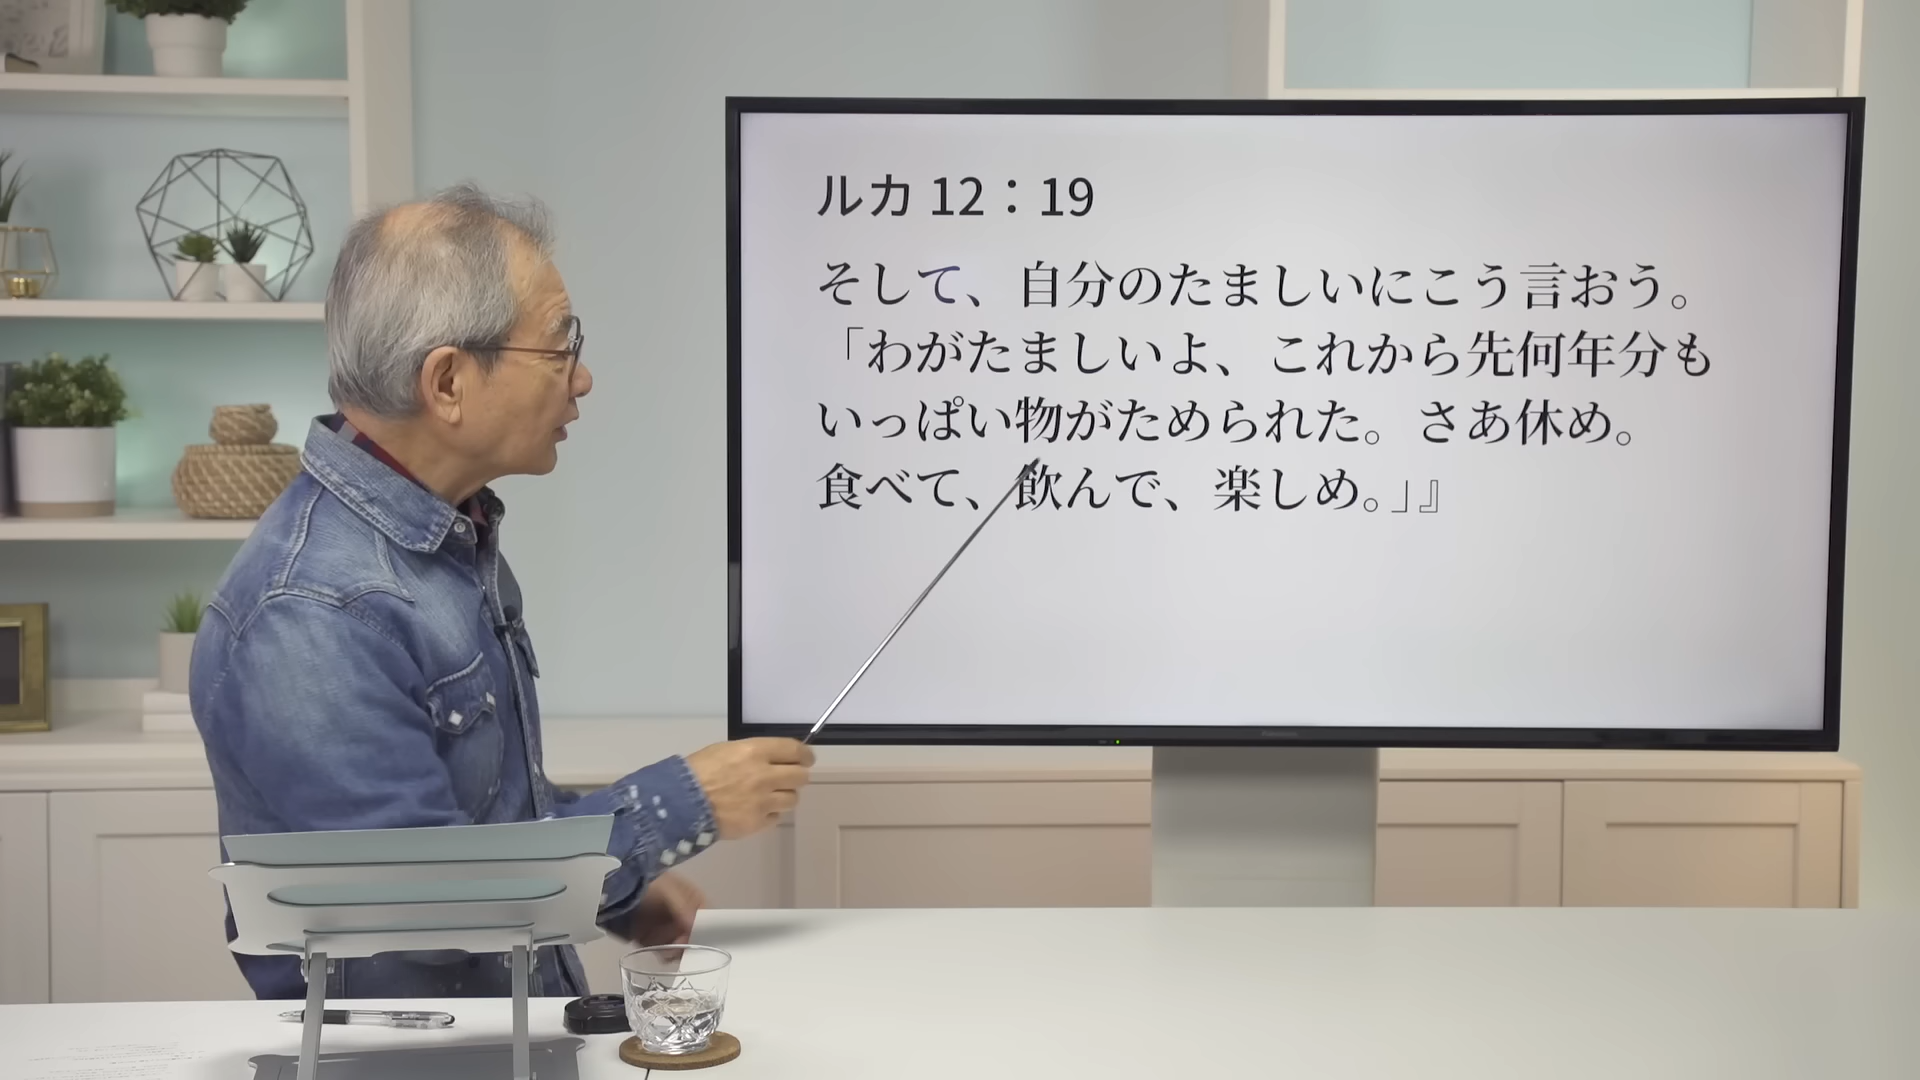 ルカ 12：19
そして、自分のたましいにこう言おう。
「わがたましいよ、これから先何年分も
いっぱい物がためられた。さあ休め。
食べて、飲んで、楽しめ。」』